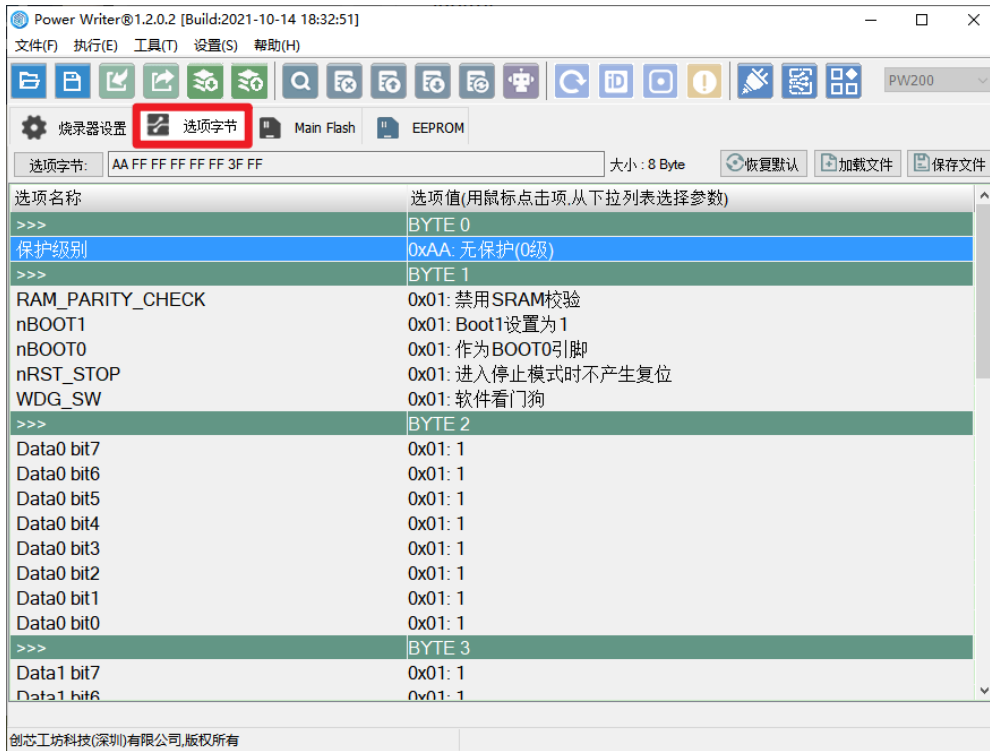 Power Writer®1.2.0.2 [Build:2021-10-14 18:32:51]
文件(F) 执行(E) 工具(T) 设置(S) 帮助(H)
iD PW200
烧录器设置 选项字节 Main Flash EEPROM
选项字节: AA FF FF FF FF FF 3F FF 大小 : 8 Byte 恢复默认 加载文件 保存文件
选项名称 选项值(用鼠标点击项,从下拉列表选择参数)
>>> BYTE 0
保护级别 0xAA: 无保护(0级)
>>> BYTE 1
RAM_PARITY_CHECK 0x01: 禁用SRAM校验
nBOOT1 0x01: Boot1设置为1
nBOOT0 0x01: 作为BOOT0引脚
nRST_STOP 0x01: 进入停止模式时不产生复位
WDG_SW 0x01: 软件看门狗
>>> BYTE 2
Data0 bit7 0x01: 1
Data0 bit6 0x01: 1
Data0 bit5 0x01: 1
Data0 bit4 0x01: 1
Data0 bit3 0x01: 1
Data0 bit2 0x01: 1
Data0 bit1 0x01: 1
Data0 bit0 0x01: 1
>>> BYTE 3
Data1 bit7 0x01: 1
Data1 bit6 0x01: 1
创芯工坊科技(深圳)有限公司,版权所有